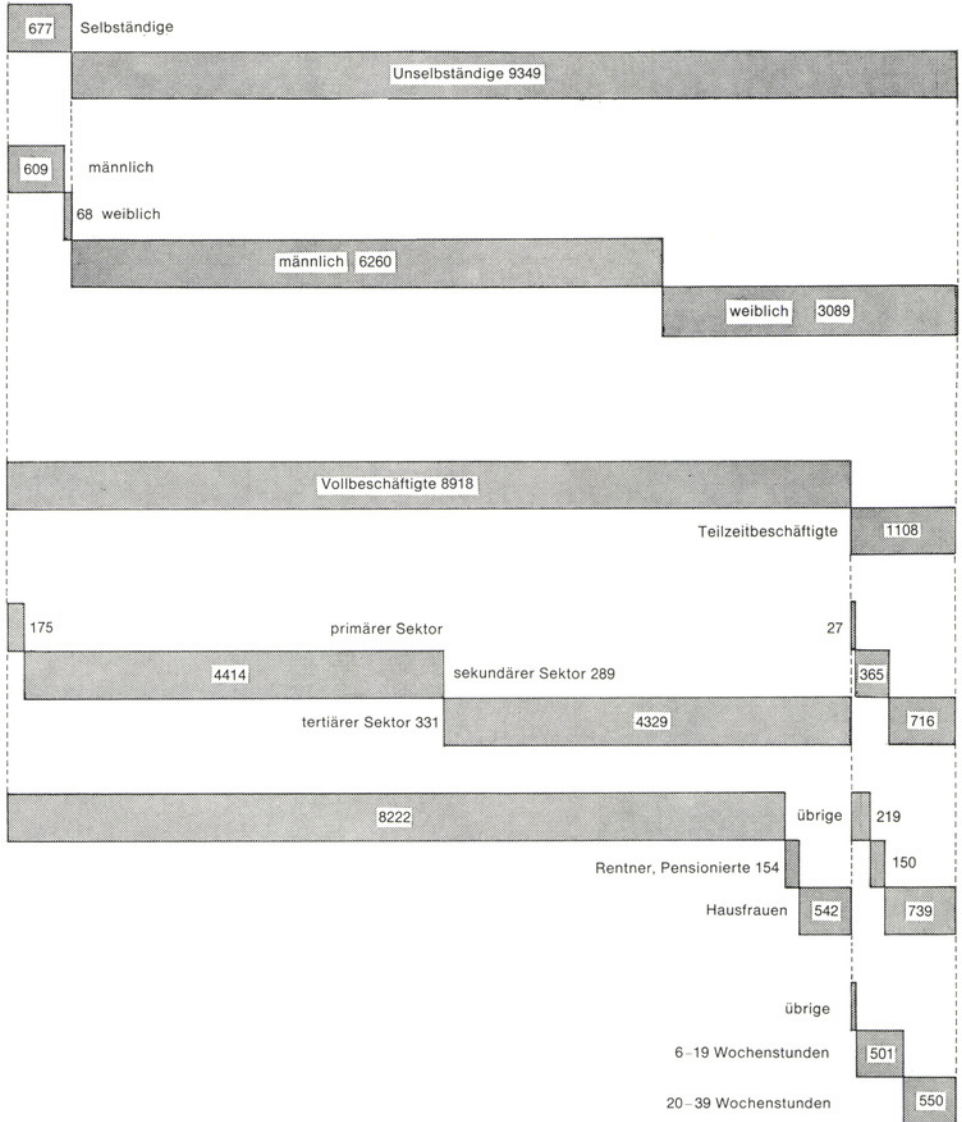 677 Selbständige
Unselbständige 9349
609 männlich
68 weiblich
männlich 6260
weiblich 3089
Vollbeschäftigte 8918
Teilzeitbeschäftigte 1108
175 primärer Sektor 27
4414 sekundärer Sektor 289 365
tertiärer Sektor 331 4329 716
8222 übrige 219
Rentner, Pensionierte 154 150
Hausfrauen 542 739
übrige
6–19 Wochenstunden 501
20–39 Wochenstunden 550